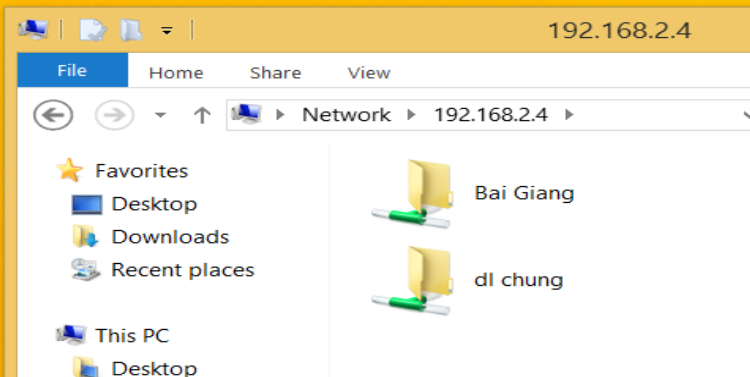 192.168.2.4
File Home Share View
Network 192.168.2.4
Favorites
Desktop
Downloads
Recent places
This PC
Desktop
Bai Giang
dl chung